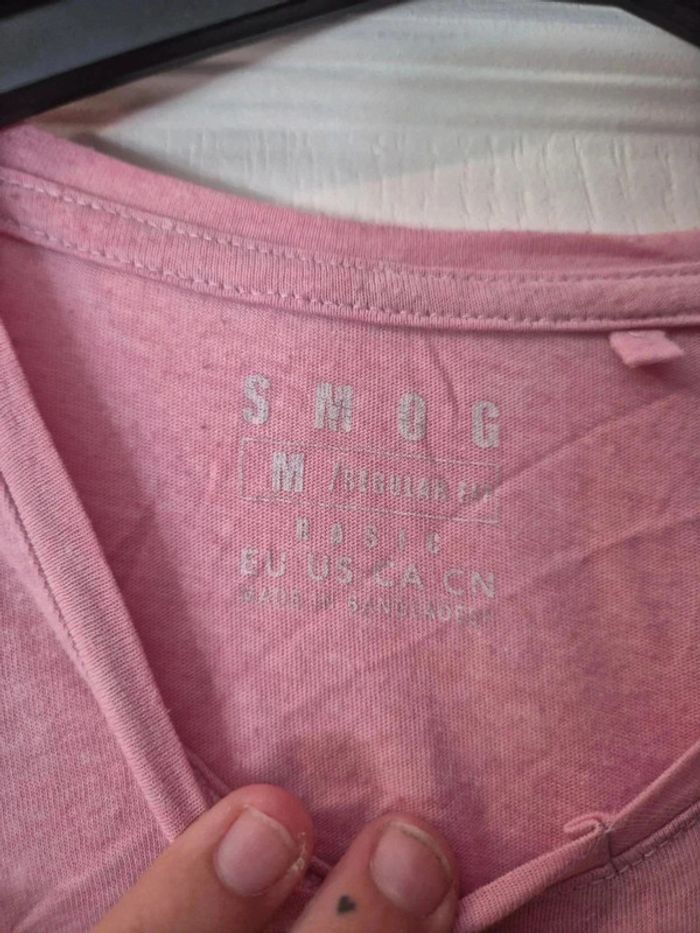 SMOG
M /REGULAR FIT
BASIC
EU US CA CN
MADE IN BANGLADESH